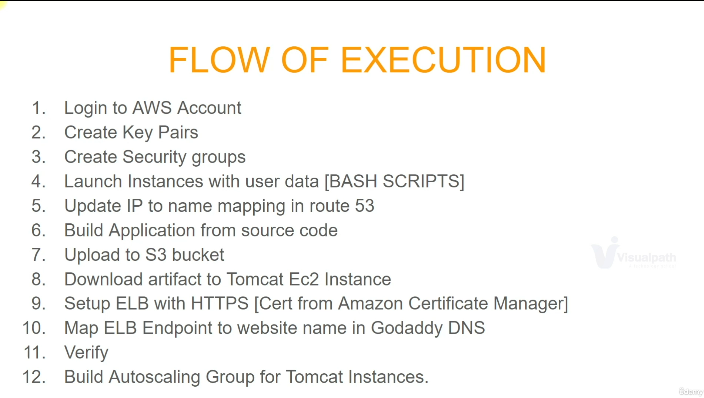 FLOW OF EXECUTION
1. Login to AWS Account
2. Create Key Pairs
3. Create Security groups
4. Launch Instances with user data [BASH SCRIPTS]
5. Update IP to name mapping in route 53
6. Build Application from source code
7. Upload to S3 bucket
8. Download artifact to Tomcat Ec2 Instance
9. Setup ELB with HTTPS [Cert from Amazon Certificate Manager]
10. Map ELB Endpoint to website name in Godaddy DNS
11. Verify
12. Build Autoscaling Group for Tomcat Instances.
Visualpath
Udemy